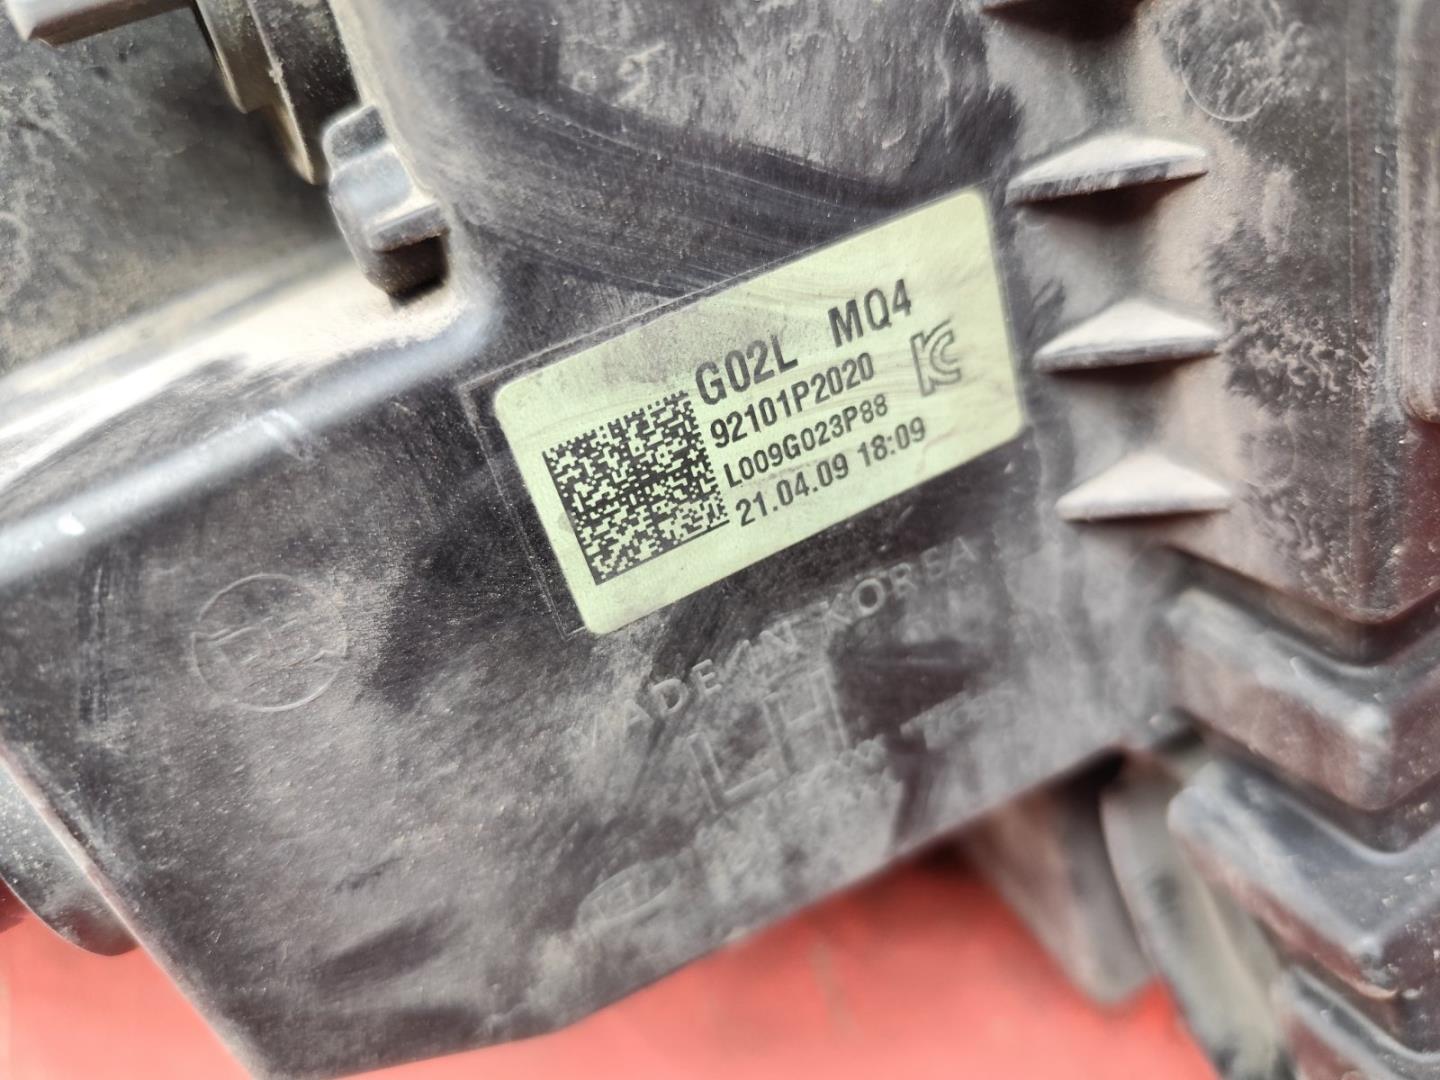 G02L MQ4
92101P2020
L009G023P88
21.04.09 18:09
MADE IN KOREA
LH